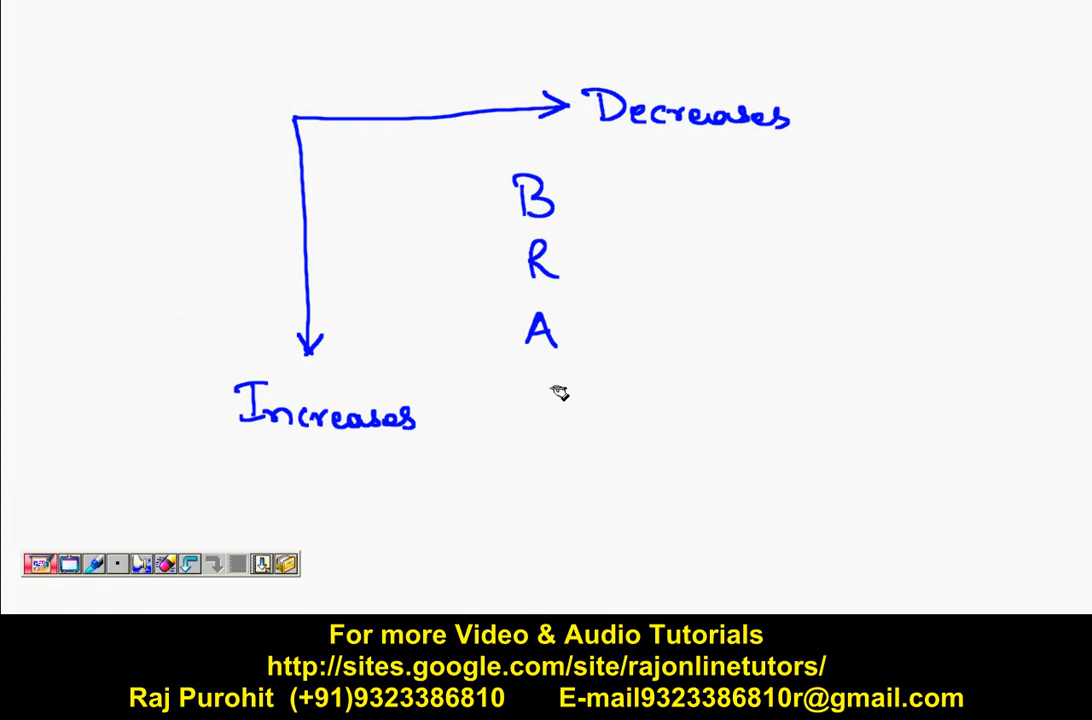 Decreases
B
R
A
Increases
For more Video & Audio Tutorials
http://sites.google.com/site/rajonlinetutors/
Raj Purohit (+91)9323386810 E-mail9323386810r@gmail.com